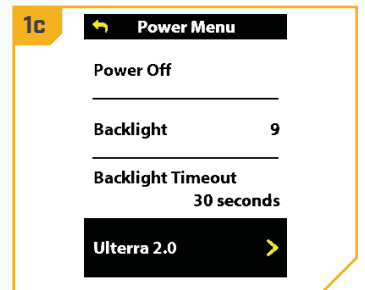 1c
Power Menu
Power Off
Backlight 9
Backlight Timeout
30 seconds
Ulterra 2.0